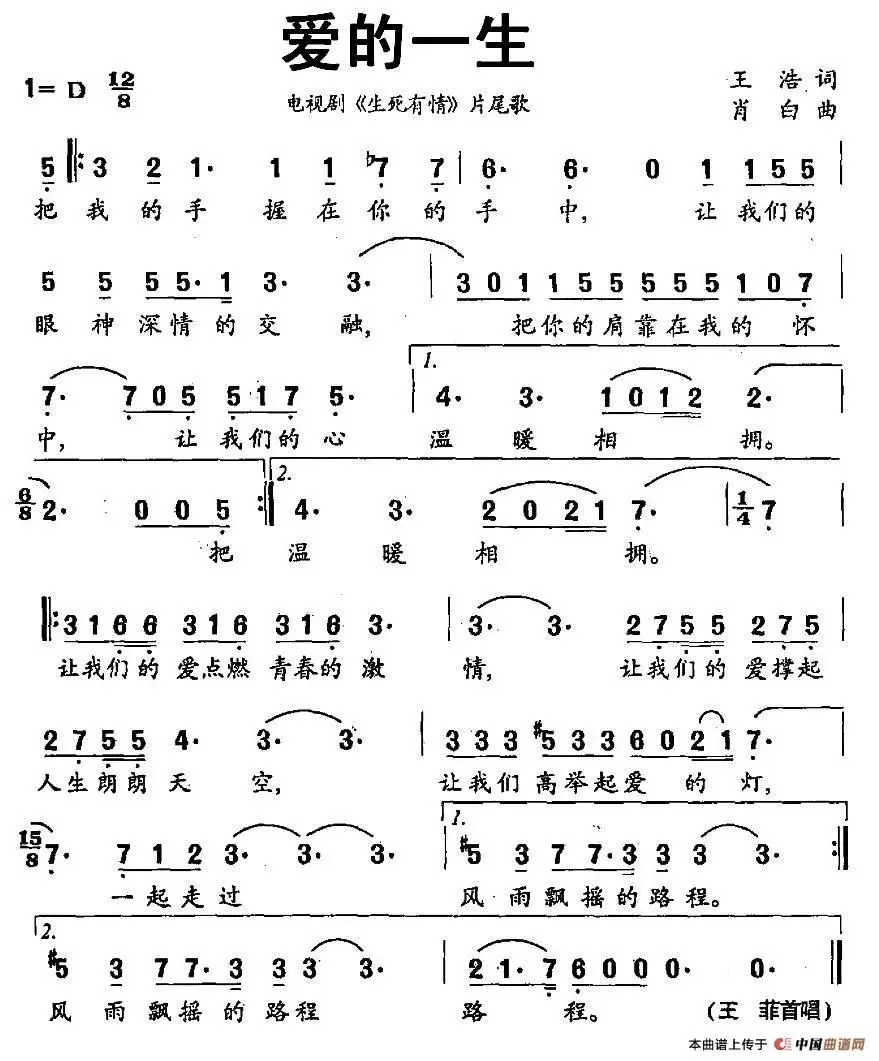 爱的一生
1= D 12/8
电视剧《生死有情》片尾歌
王 浩 词
肖 白 曲
5 3 2 1· 1 1 ♭7 7 6· 6· 0 1 1 5 5
把 我 的 手 握 在 你 的 手 中, 让 我们的
5 5 5 5· 1 3· 3· 3 0 1 1 5 5 5 5 5 1 0 7
眼 神 深 情 的 交 融, 把你的肩靠在我的 怀
1.
7· 7 0 5 5 1 7 5· 4· 3· 1 0 1 2 2·
中, 让 我们的心 温 暖 相 拥。
2.
6/8 2· 0 0 5 4· 3· 2 0 2 1 7· 1/4 7
把 温 暖 相 拥。
3 1 6 6 3 1 6 3 1 6 3· 3· 3· 2 7 5 5 2 7 5
让我们的 爱点燃 青春的 激 情, 让我们的 爱撑起
2 7 5 5 4· 3· 3· 3 3 3 #5 3 3 6 0 2 1 7·
人生朗朗 天 空, 让我们 高举起爱 的 灯,
1.
15/8 7· 7 1 2 3· 3· 3· #5 3 7 7· 3 3 3· 3·
一起走过 风 雨 飘 摇的 路 程。
2.
#5 3 7 7· 3 3 3· 3· 2 1· 7 6 0 0 0· 0·
风 雨 飘 摇 的 路 程 路 程。 (王 菲首唱)
本曲谱上传于 中国曲谱网